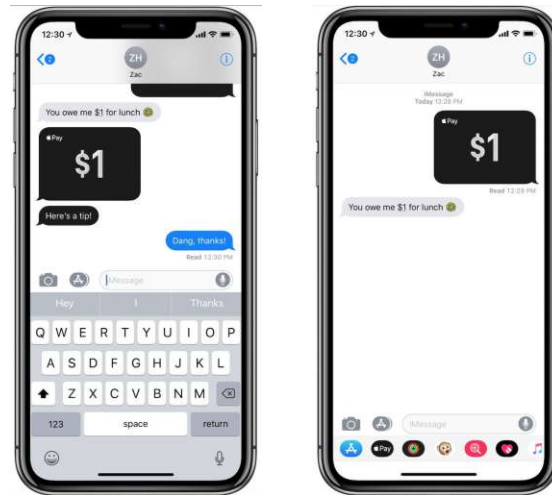 12:30
2
ZH
Zac
You owe me $1 for lunch
Pay
$1
Here's a tip!
Dang, thanks!
Read 12:30 PM
iMessage
Hey
I
Thanks
Q W E R T Y U I O P
A S D F G H J K L
Z X C V B N M
123
space
return
12:30
2
ZH
Zac
iMessage
Today 12:28 PM
Pay
$1
Read 12:28 PM
You owe me $1 for lunch
iMessage
Pay